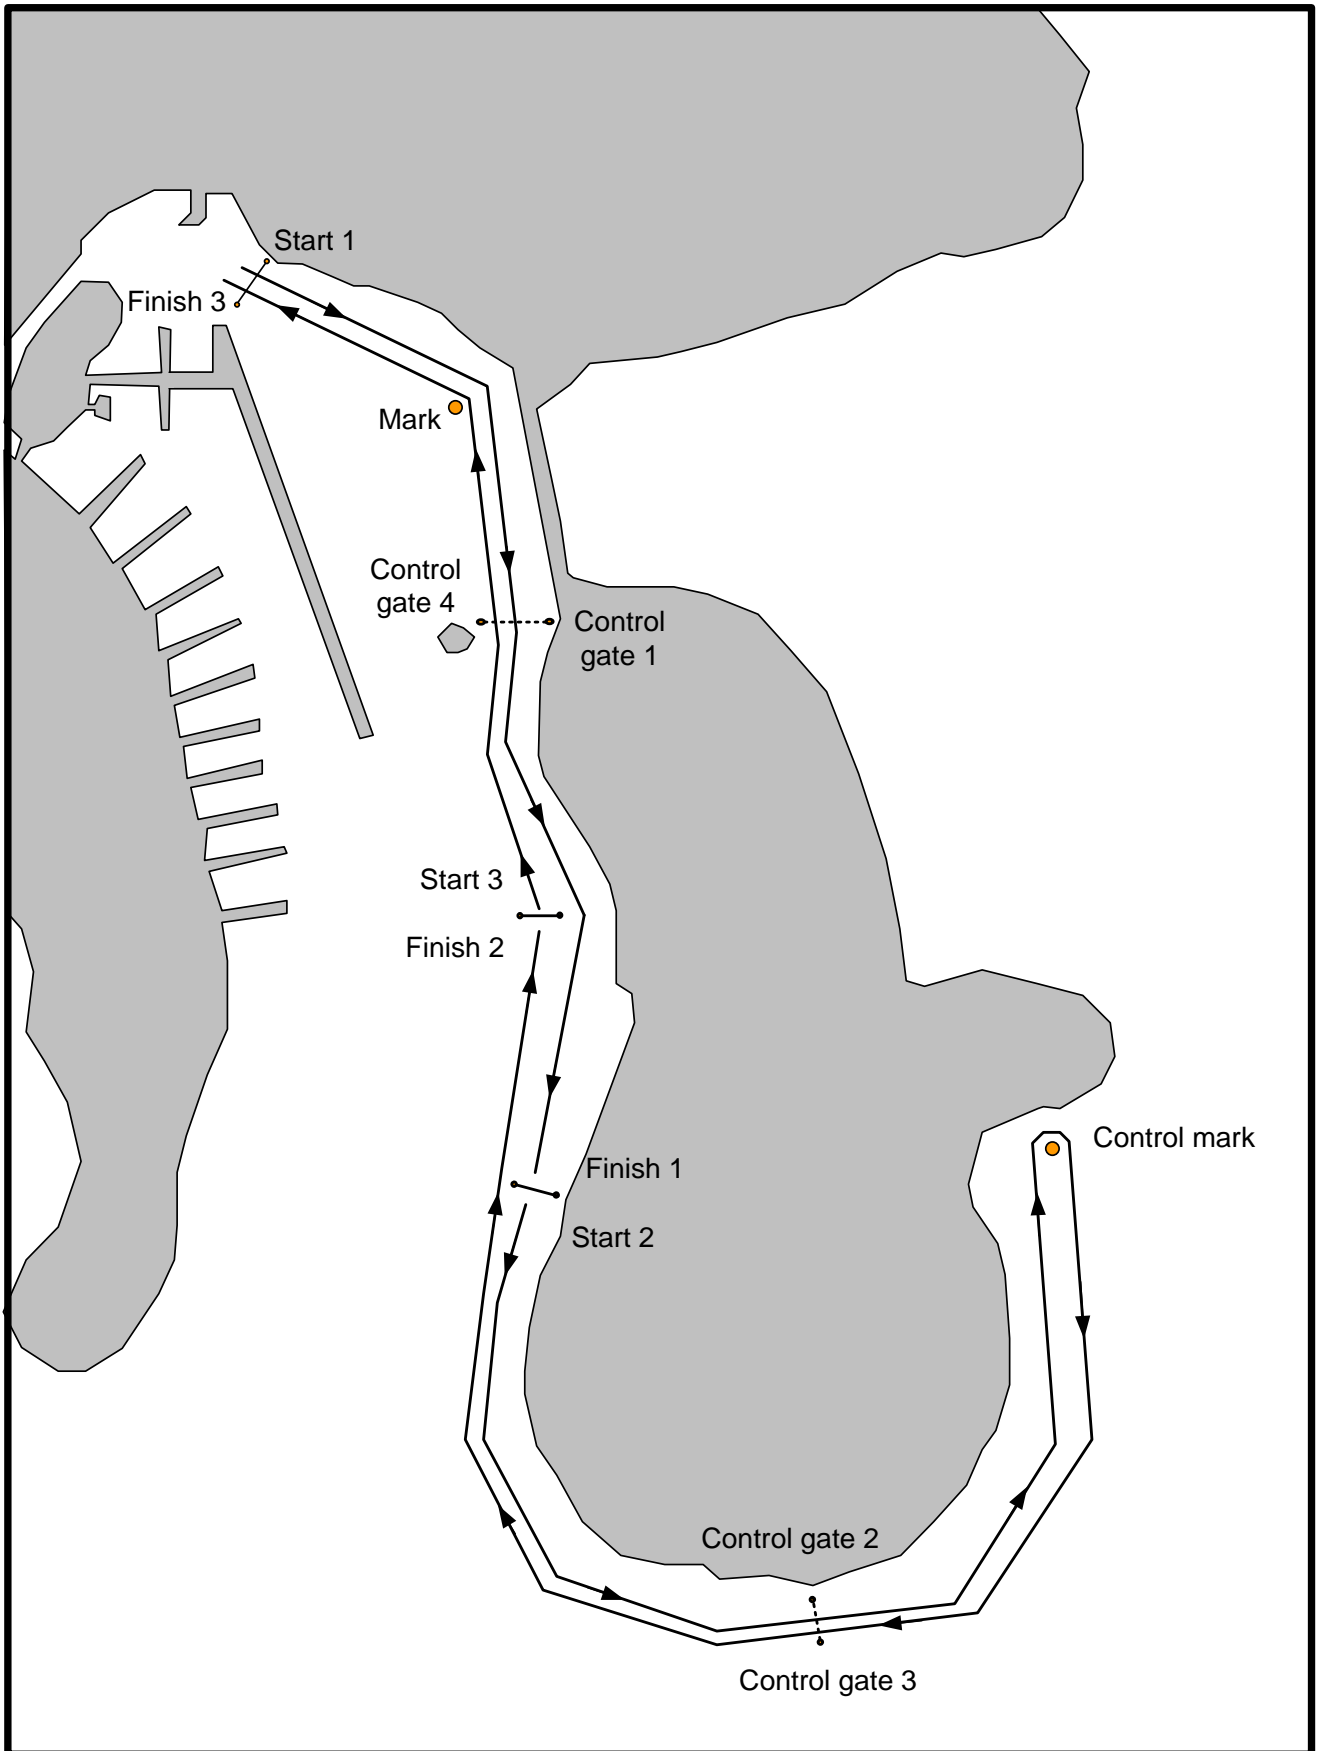 Start 1
Finish 3
Mark
Control
gate 4
Control
gate 1
Start 3
Finish 2
Control mark
Finish 1
Start 2
Control gate 2
Control gate 3